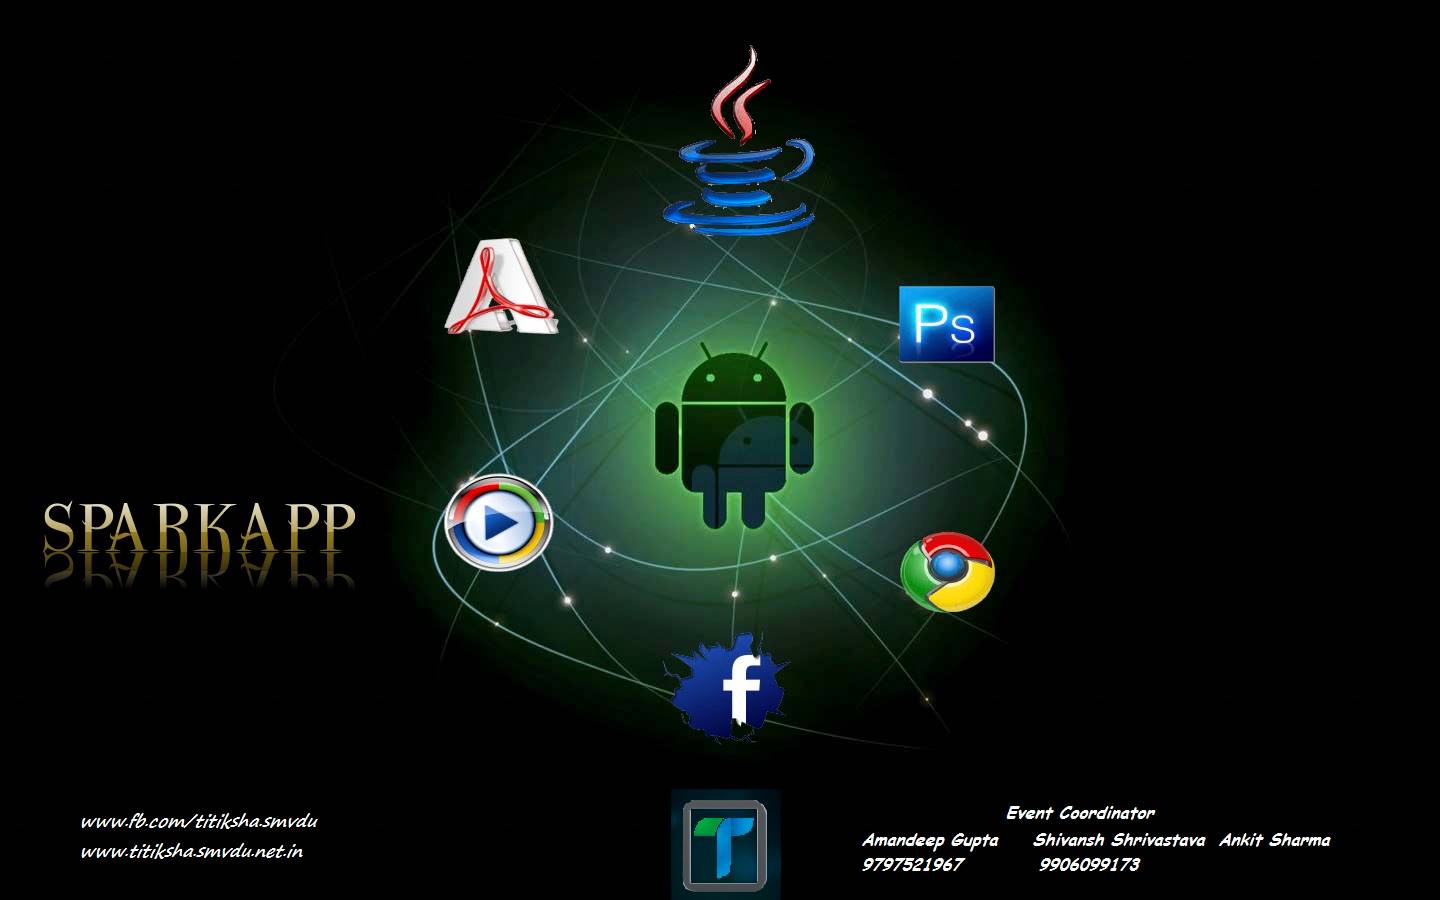 Ps
SPARKAPP
f
www.fb.com/titiksha.smvdu
www.titiksha.smvdu.net.in
T
Event Coordinator
Amandeep Gupta Shivansh Shrivastava Ankit Sharma
9797521967 9906099173